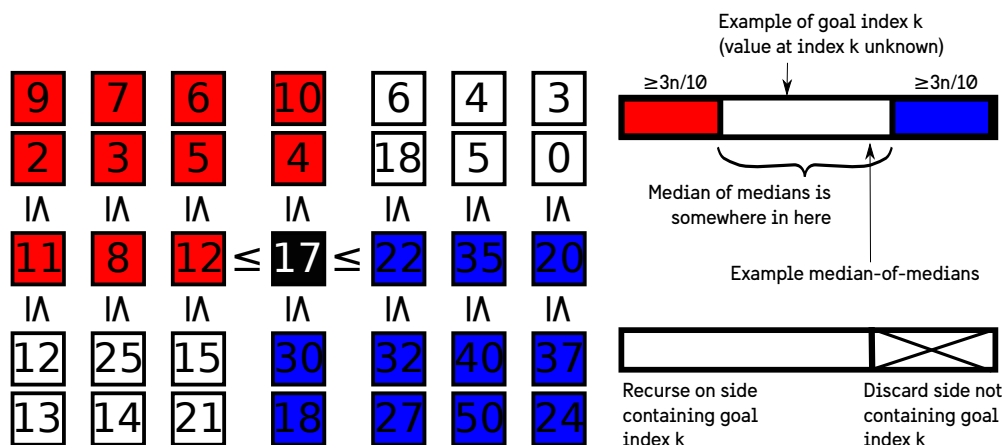 Example of goal index k
(value at index k unknown)
≥3n/10 ≥3n/10
9 7 6 10 6 4 3
2 3 5 4 18 5 0
≤ ≤ ≤ ≤ ≤ ≤ ≤
Median of medians is
somewhere in here
11 8 12 ≤ 17 ≤ 22 35 20
Example median-of-medians
≤ ≤ ≤ ≤ ≤ ≤ ≤
12 25 15 30 32 40 37
13 14 21 18 27 50 24
Recurse on side
containing goal
index k
Discard side not
containing goal
index k